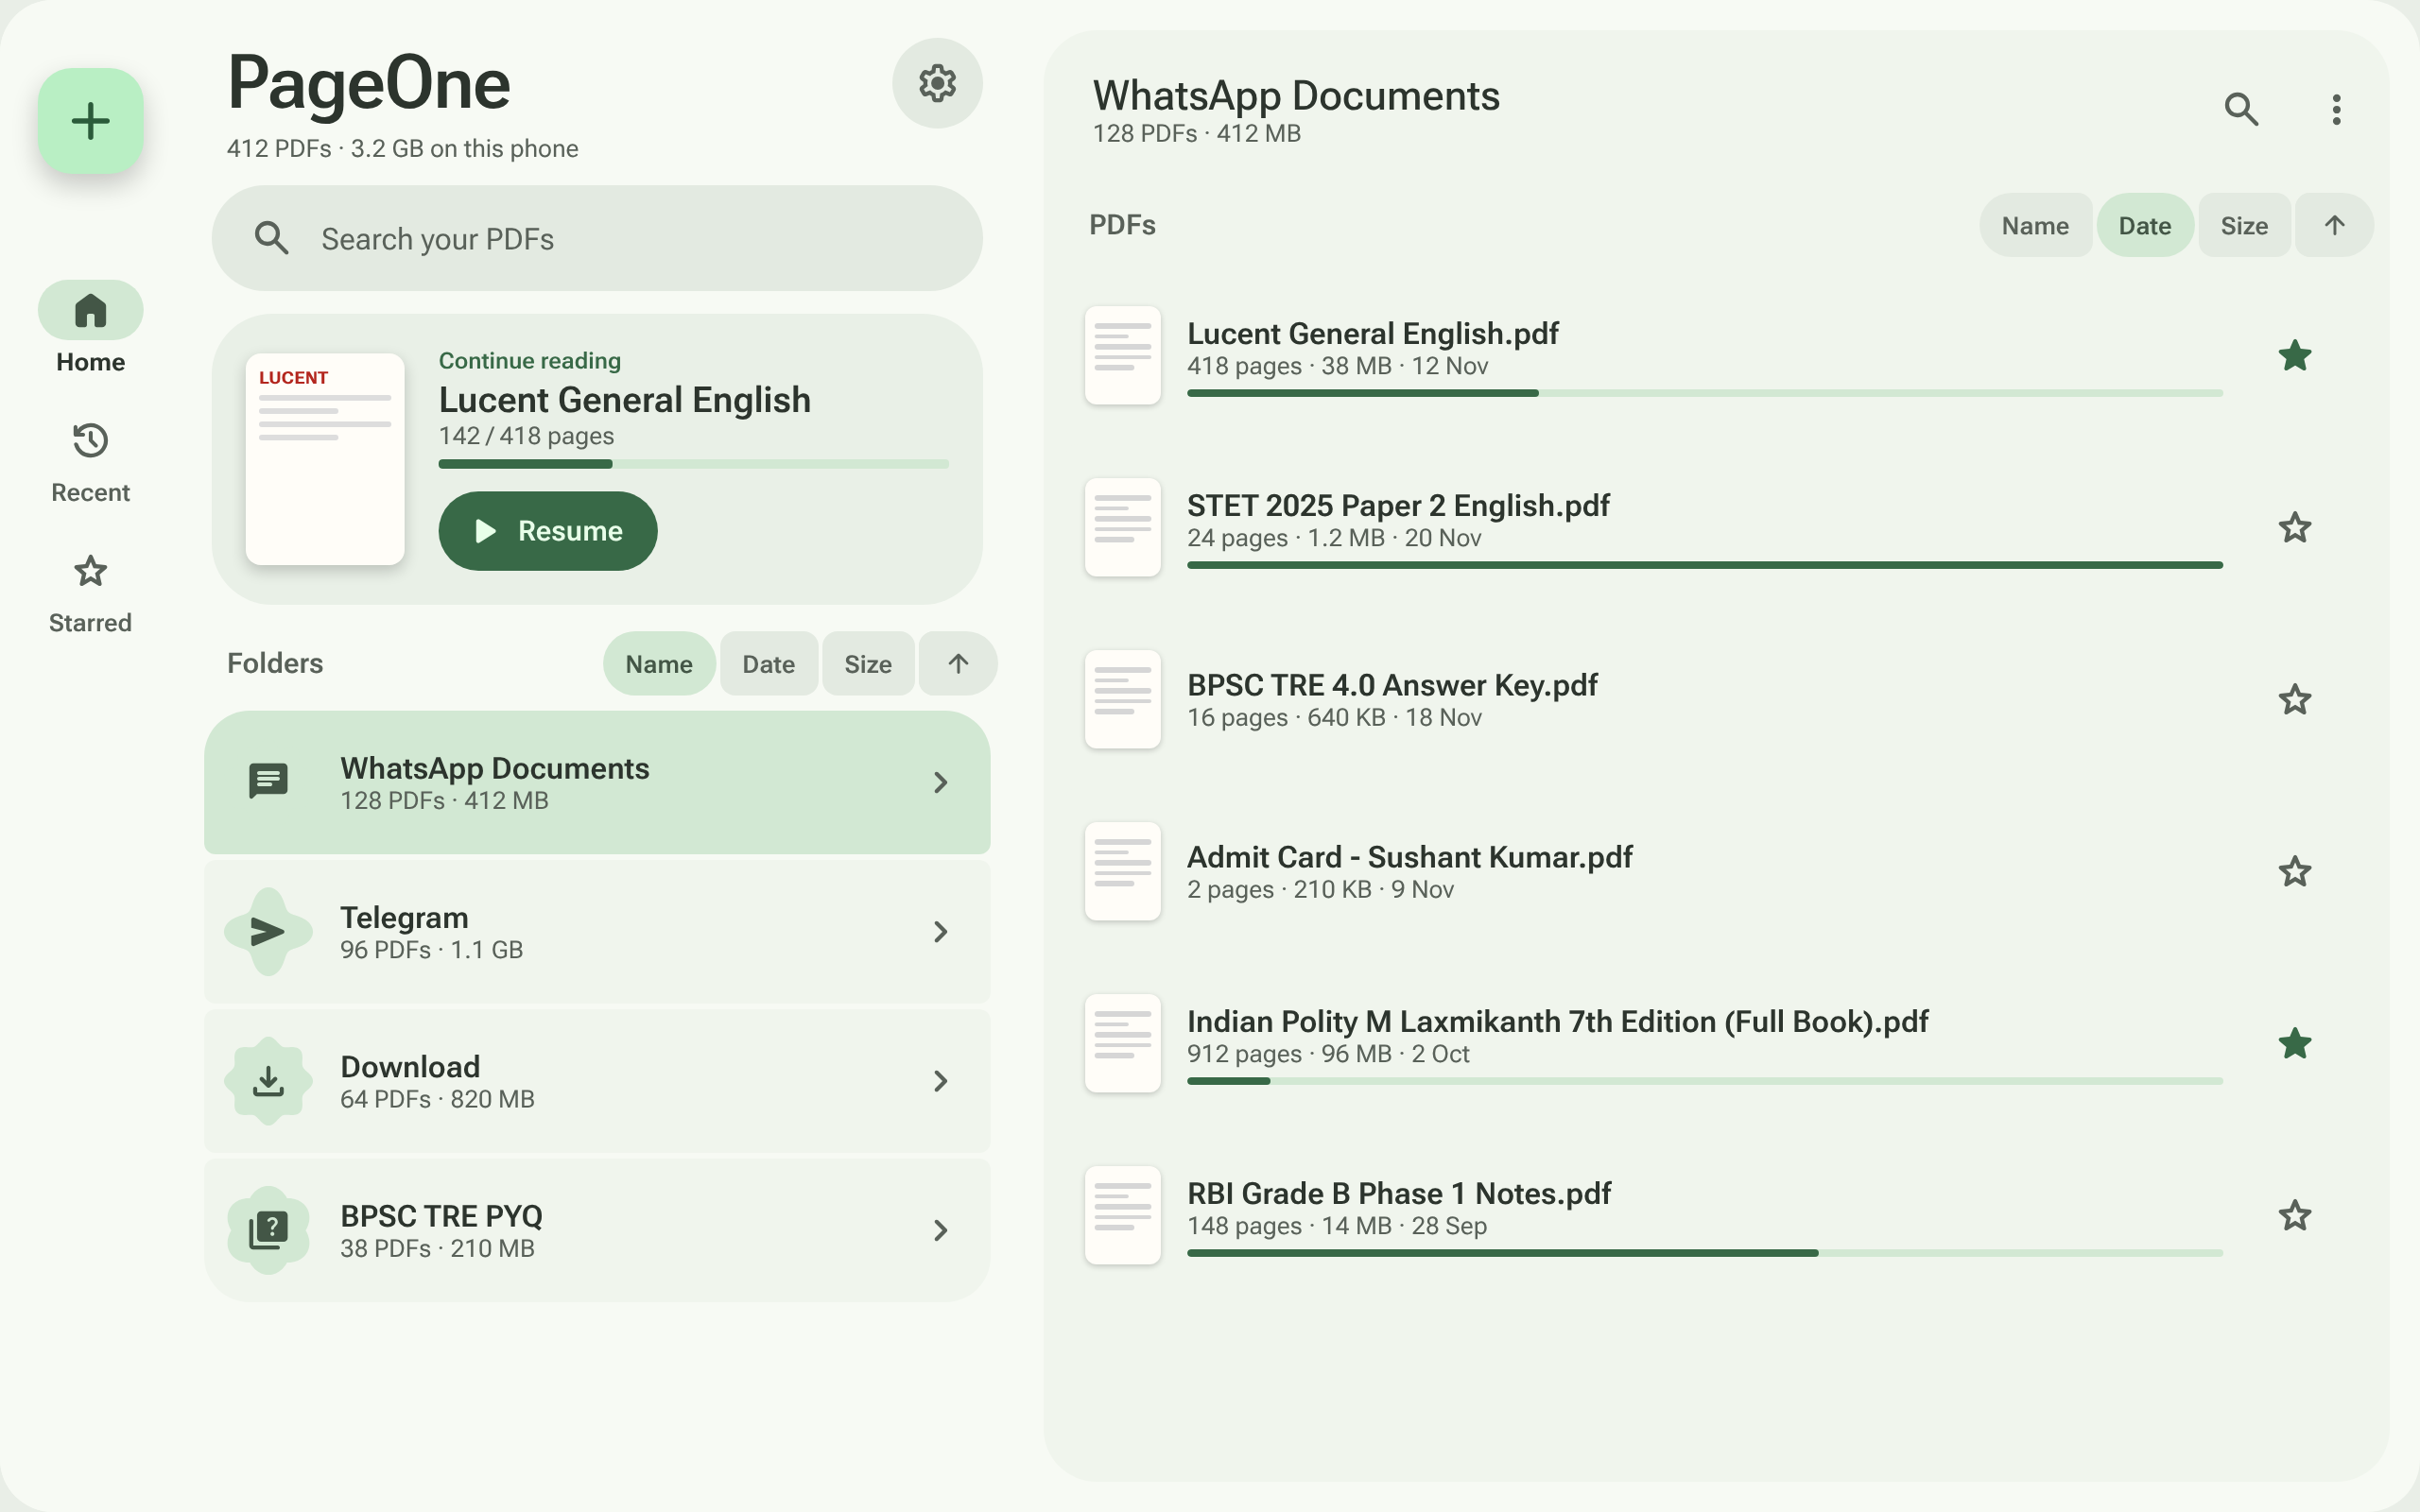 PageOne
412 PDFs · 3.2 GB on this phone
Search your PDFs
Home
Recent
Starred
LUCENT
Continue reading
Lucent General English
142 / 418 pages
Resume
Folders
Name Date Size
WhatsApp Documents
128 PDFs · 412 MB
Telegram
96 PDFs · 1.1 GB
Download
64 PDFs · 820 MB
BPSC TRE PYQ
38 PDFs · 210 MB
WhatsApp Documents
128 PDFs · 412 MB
PDFs
Name Date Size
Lucent General English.pdf
418 pages · 38 MB · 12 Nov
STET 2025 Paper 2 English.pdf
24 pages · 1.2 MB · 20 Nov
BPSC TRE 4.0 Answer Key.pdf
16 pages · 640 KB · 18 Nov
Admit Card - Sushant Kumar.pdf
2 pages · 210 KB · 9 Nov
Indian Polity M Laxmikanth 7th Edition (Full Book).pdf
912 pages · 96 MB · 2 Oct
RBI Grade B Phase 1 Notes.pdf
148 pages · 14 MB · 28 Sep